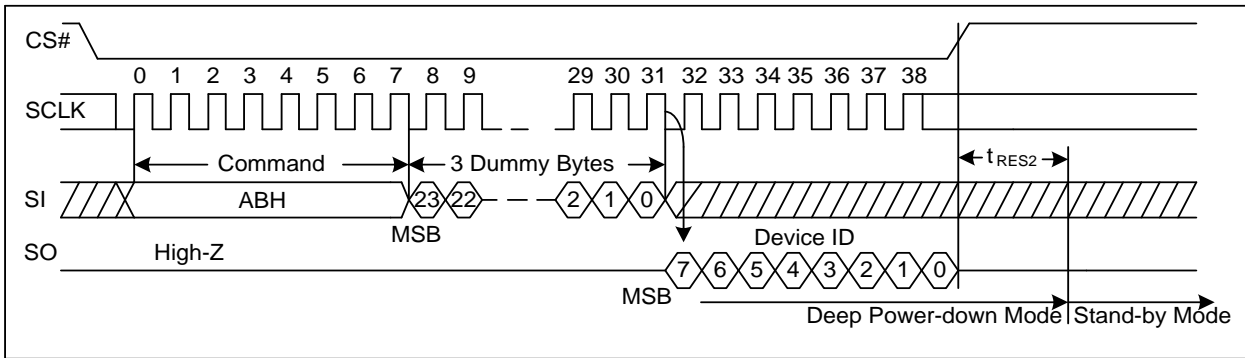 CS#
0 1 2 3 4 5 6 7 8 9 29 30 31 32 33 34 35 36 37 38
SCLK
Command 3 Dummy Bytes tRES2
SI ABH 23 22 2 1 0
MSB Device ID
SO High-Z
7 6 5 4 3 2 1 0
MSB
Deep Power-down Mode Stand-by Mode